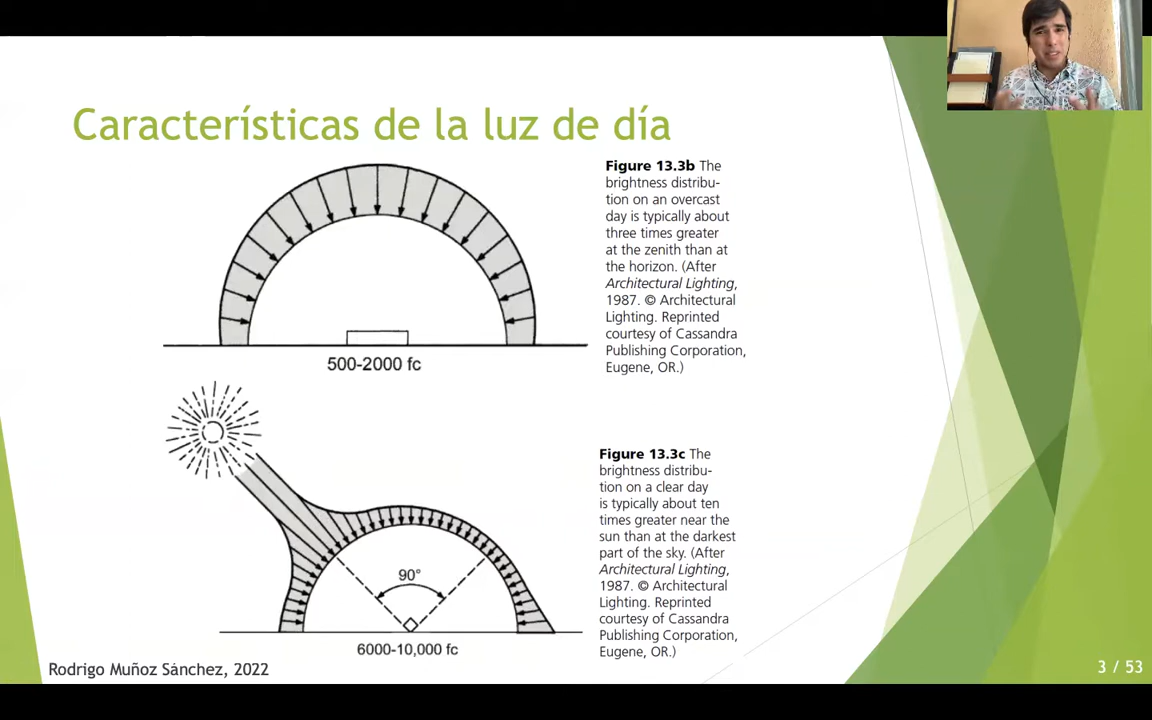 Características de la luz de día
Figure 13.3b The
brightness distribu-
tion on an overcast
day is typically about
three times greater
at the zenith than at
the horizon. (After
Architectural Lighting,
1987. © Architectural
Lighting. Reprinted
courtesy of Cassandra
Publishing Corporation,
Eugene, OR.)
500-2000 fc
Figure 13.3c The
brightness distribu-
tion on a clear day
is typically about ten
times greater near the
sun than at the darkest
part of the sky. (After
Architectural Lighting,
1987. © Architectural
Lighting. Reprinted
courtesy of Cassandra
Publishing Corporation,
Eugene, OR.)
90°
6000-10,000 fc
Rodrigo Muñoz Sánchez, 2022
3 / 53